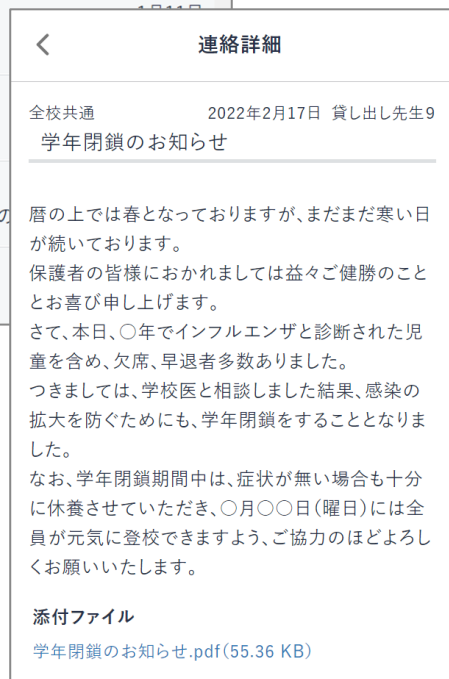 連絡詳細
全校共通 2022年2月17日 貸し出し先生9
学年閉鎖のお知らせ
の
暦の上では春となっておりますが、まだまだ寒い日
が続いております。
保護者の皆様におかれましては益々ご健勝のこと
とお喜び申し上げます。
さて、本日、〇年でインフルエンザと診断された児
童を含め、欠席、早退者多数ありました。
つきましては、学校医と相談しました結果、感染の
拡大を防ぐためにも、学年閉鎖をすることとなりま
した。
なお、学年閉鎖期間中は、症状が無い場合も十分
に休養させていただき、〇月〇〇日(曜日)には全
員が元気に登校できますよう、ご協力のほどよろし
くお願いいたします。
添付ファイル
学年閉鎖のお知らせ.pdf(55.36 KB)